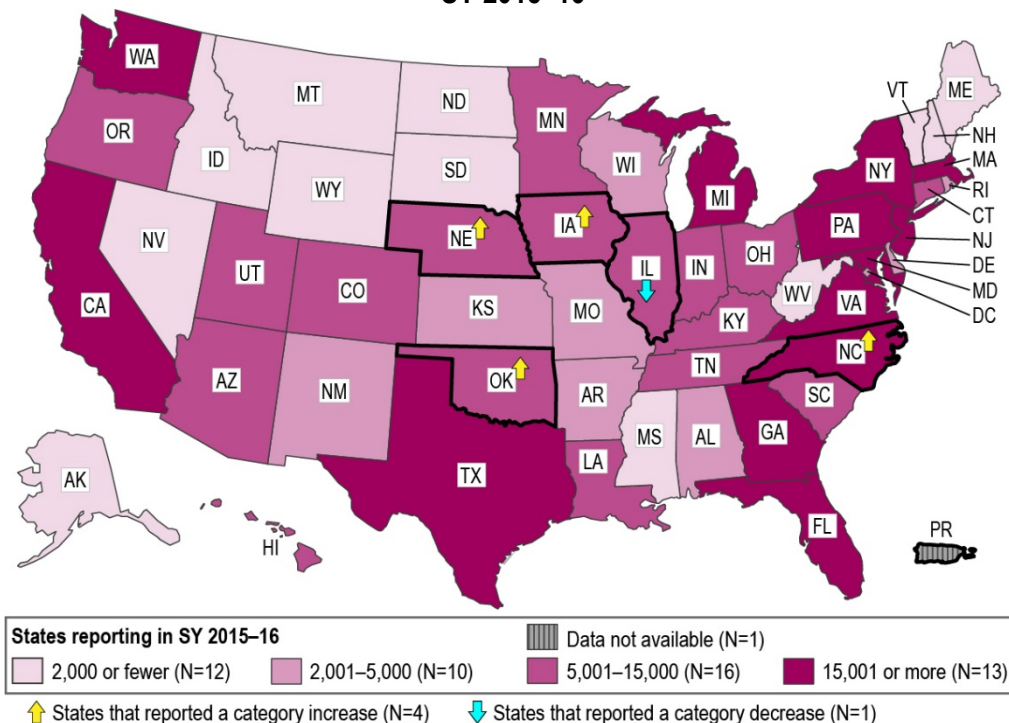 SY 2015–16
WA
MT
ND
MN
VT
ME
OR
ID
SD
WI
NH
MA
WY
NY
MI
RI
CT
NV
NE
IA
PA
NJ
UT
CO
IL
IN
OH
DE
MD
DC
CA
KS
MO
WV
VA
KY
NC
AZ
NM
OK
AR
TN
SC
MS
AL
GA
TX
LA
AK
FL
HI
PR
States reporting in SY 2015–16
Data not available (N=1)
2,000 or fewer (N=12)
2,001–5,000 (N=10)
5,001–15,000 (N=16)
15,001 or more (N=13)
States that reported a category increase (N=4)
States that reported a category decrease (N=1)